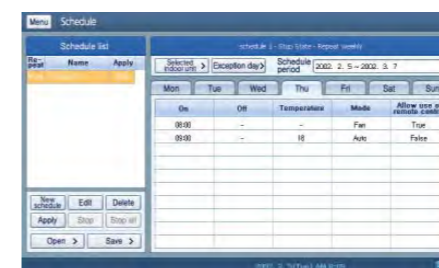 Menu Schedule
Schedule list
schedule 1 - Stop State - Repeat weekly
Re-peat Name Apply
Selected indoor unit > Exception day> Schedule period 2002. 2. 5 ~ 2002. 3. 7
Mon Tue Wed Thu Fri Sat Sun
On Off Temperature Mode Allow use
remote
08:00 - - Fan True
09:00 - 18 Auto False
New schedule Edit Delete
Apply Stop Stop all
Open > Save >